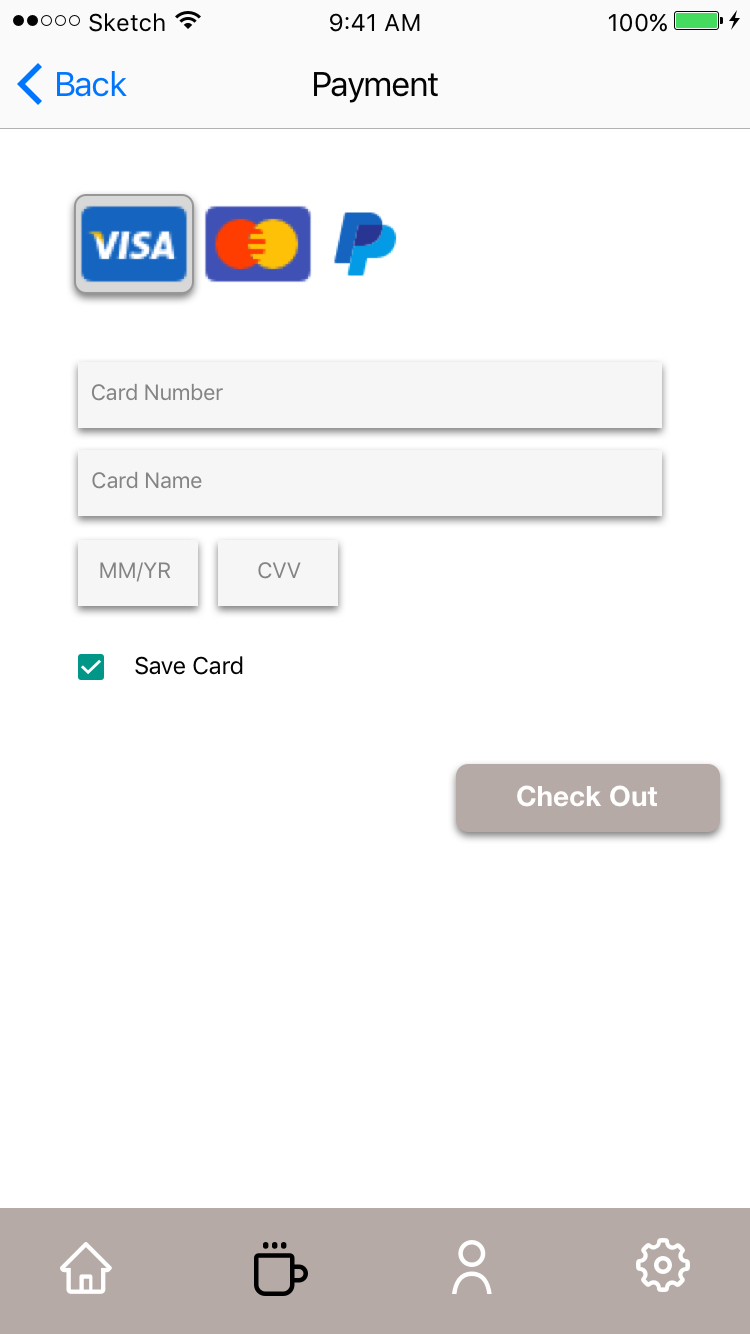 Sketch 9:41 AM 100%
Back Payment
VISA
Card Number
Card Name
MM/YR CVV
Save Card
Check Out